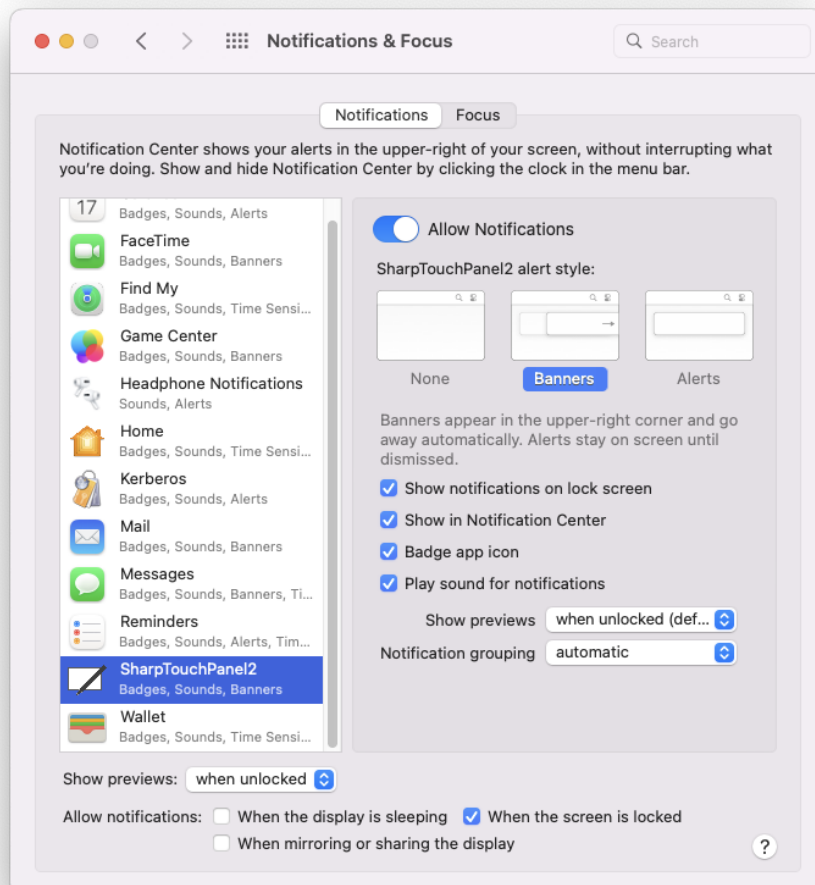 Notifications & Focus
Search
Notifications
Focus
Notification Center shows your alerts in the upper-right of your screen, without interrupting what
you're doing. Show and hide Notification Center by clicking the clock in the menu bar.
17
Badges, Sounds, Alerts
FaceTime
Badges, Sounds, Banners
Find My
Badges, Sounds, Time Sensi...
Game Center
Badges, Sounds, Banners
Headphone Notifications
Sounds, Alerts
Home
Badges, Sounds, Time Sensi...
Kerberos
Badges, Sounds, Alerts
Mail
Badges, Sounds, Banners
Messages
Badges, Sounds, Banners, Ti...
Reminders
Badges, Sounds, Alerts, Tim...
SharpTouchPanel2
Badges, Sounds, Banners
Wallet
Badges, Sounds, Time Sensi...
Allow Notifications
SharpTouchPanel2 alert style:
None
Banners
Alerts
Banners appear in the upper-right corner and go
away automatically. Alerts stay on screen until
dismissed.
Show notifications on lock screen
Show in Notification Center
Badge app icon
Play sound for notifications
Show previews when unlocked (def...
Notification grouping automatic
Show previews: when unlocked
Allow notifications: When the display is sleeping When the screen is locked
When mirroring or sharing the display
?